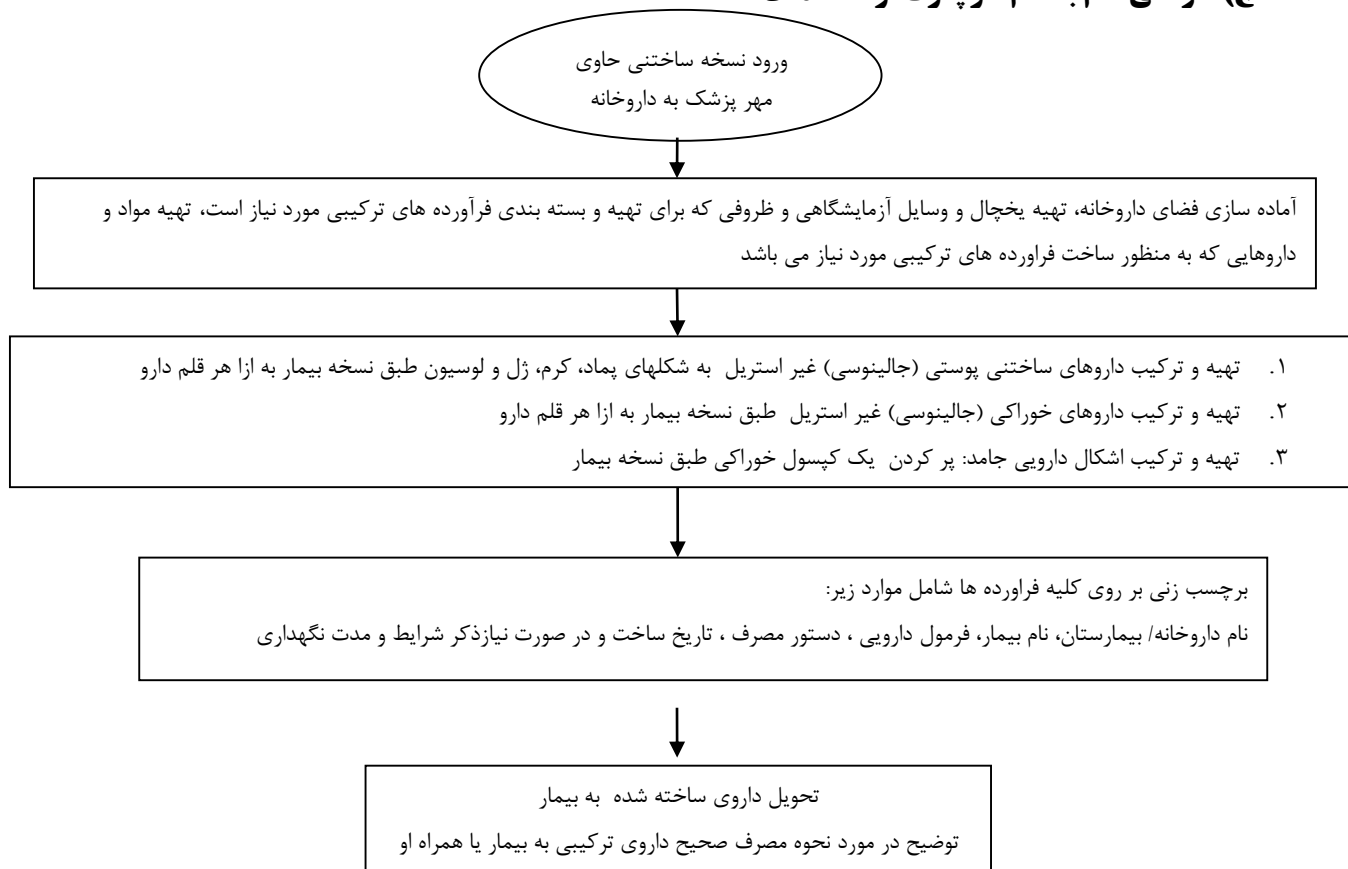 ورود نسخه ساختنی حاوی
مهر پزشک به داروخانه
آماده سازی فضای داروخانه، تهیه یخچال و وسایل آزمایشگاهی و ظروفی که برای تهیه و بسته بندی فرآورده های ترکیبی مورد نیاز است، تهیه مواد و
داروهایی که به منظور ساخت فراورده های ترکیبی مورد نیاز می باشد
۱. تهیه و ترکیب داروهای ساختنی پوستی (جالینوسی) غیر استریل به شکلهای پماد، کرم، ژل و لوسیون طبق نسخه بیمار به ازا هر قلم دارو
۲. تهیه و ترکیب داروهای خوراکی (جالینوسی) غیر استریل طبق نسخه بیمار به ازا هر قلم دارو
۳. تهیه و ترکیب اشکال دارویی جامد: پر کردن یک کپسول خوراکی طبق نسخه بیمار
برچسب زنی بر روی کلیه فراورده ها شامل موارد زیر:
نام داروخانه/ بیمارستان، نام بیمار، فرمول دارویی ، دستور مصرف ، تاریخ ساخت و در صورت نیازذکر شرایط و مدت نگهداری
تحویل داروی ساخته شده به بیمار
توضیح در مورد نحوه مصرف صحیح داروی ترکیبی به بیمار یا همراه او